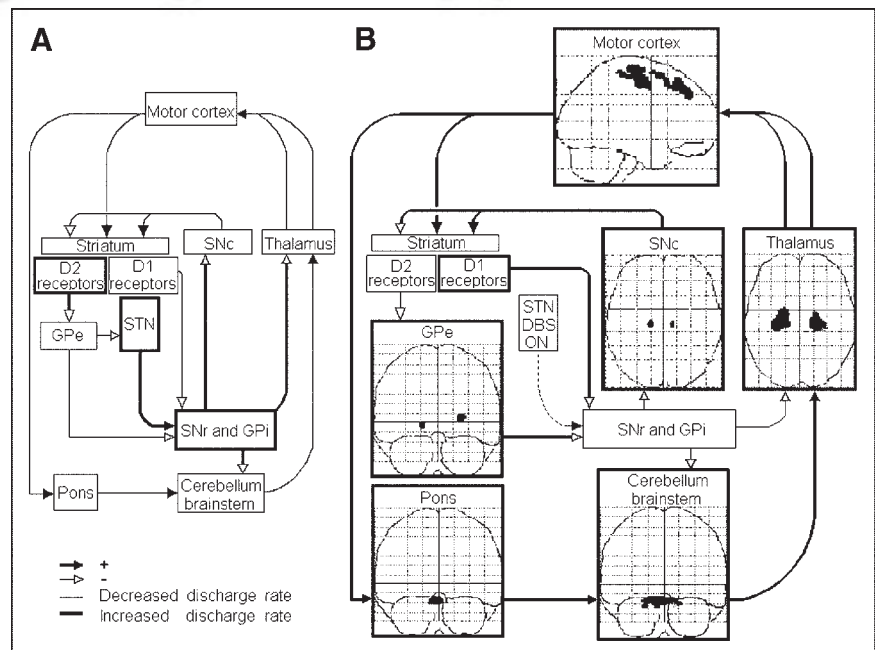 A
Motor cortex
Striatum
SNc
Thalamus
D2
receptors
D1
receptors
STN
GPe
SNr and GPi
Pons
Cerebellum
brainstem
+
-
Decreased discharge rate
Increased discharge rate
B
Motor cortex
Striatum
D2
receptors
D1
receptors
SNc
Thalamus
STN
DBS
ON
GPe
SNr and GPi
Pons
Cerebellum
brainstem